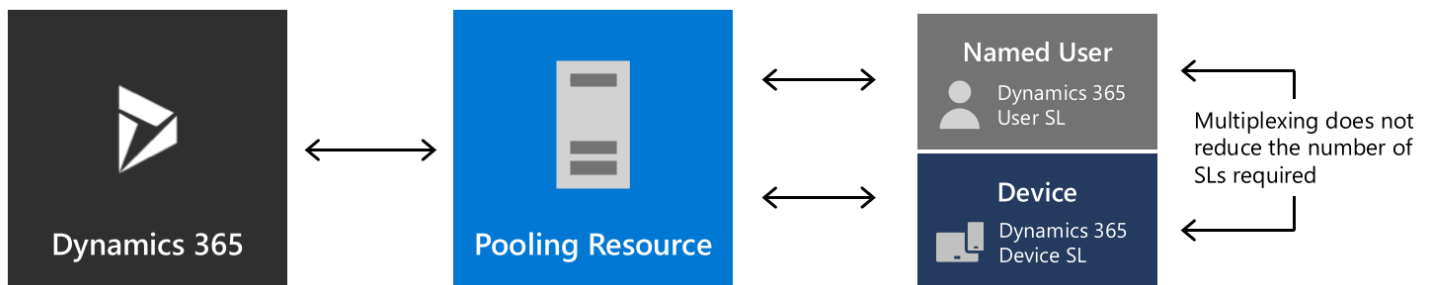 Dynamics 365
Pooling Resource
Named User
Dynamics 365
User SL
Device
Dynamics 365
Device SL
Multiplexing does not
reduce the number of
SLs required